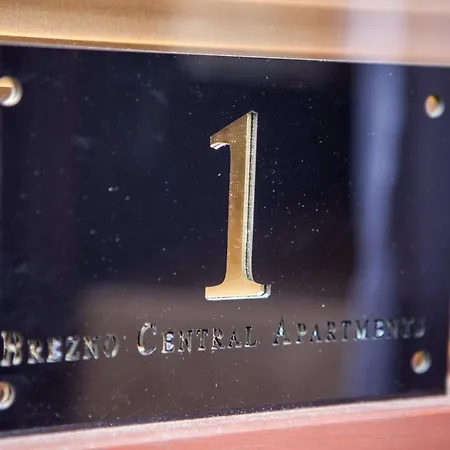 1
BREZNO CENTRAL APARTMENTS